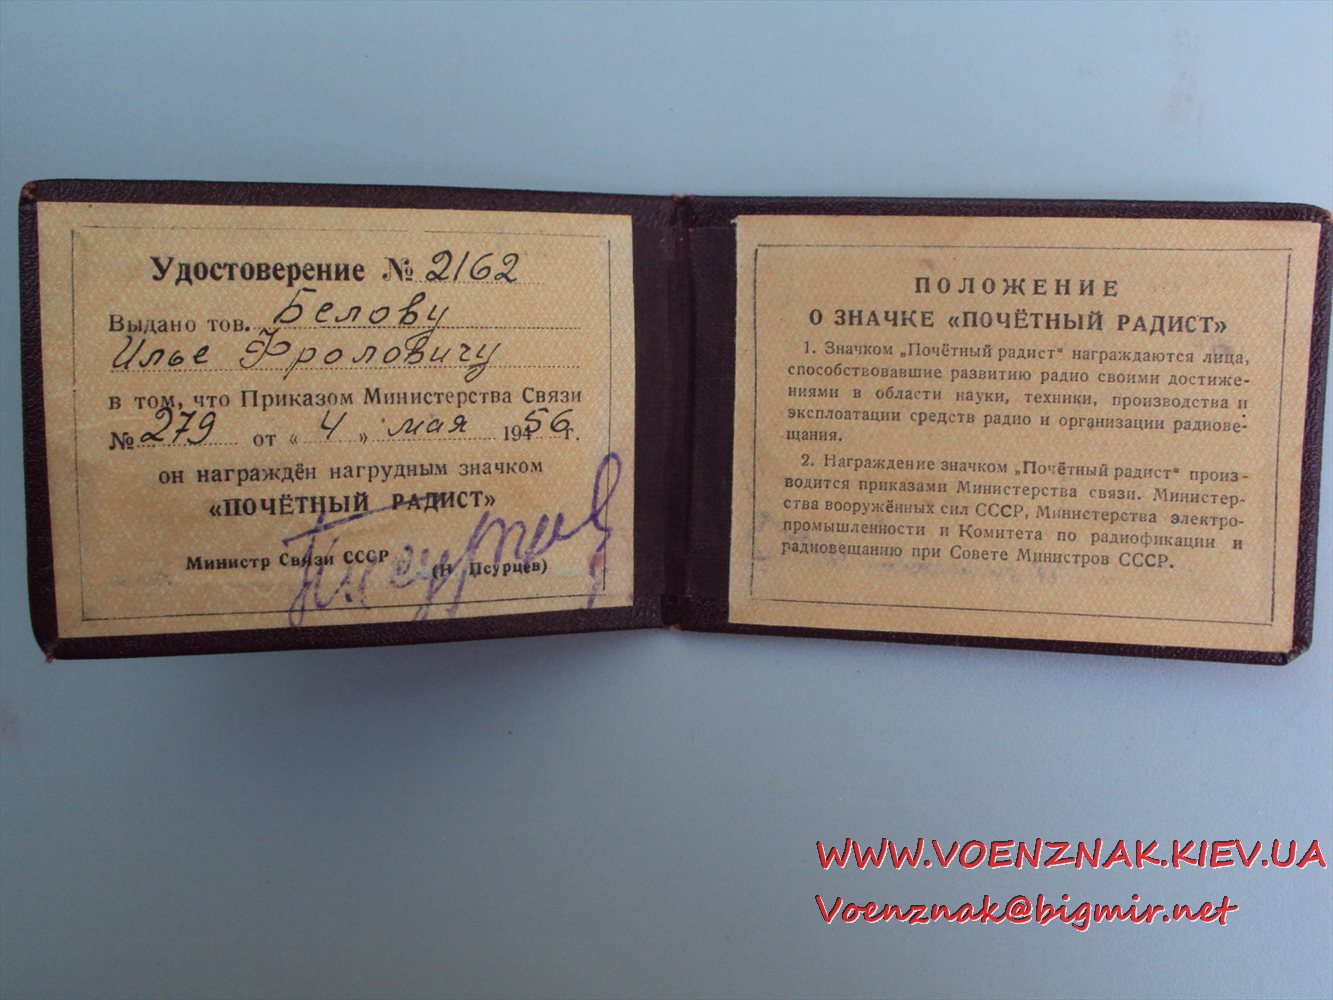 Удостоверение № 2162
Выдано тов. Белову
Илье Фроловичу
в том, что Приказом Министерства Связи
№ 279 от « 4 » мая 1956 г.
он награждён нагрудным значком
«ПОЧЁТНЫЙ РАДИСТ»
Министр Связи СССР (Н. Псурцев)
ПОЛОЖЕНИЕ
О ЗНАЧКЕ «ПОЧЁТНЫЙ РАДИСТ»
1. Значком „Почётный радист“ награждаются лица,
способствовавшие развитию радио своими достиже-
ниями в области науки, техники, производства и
эксплоатации средств радио и организации радиове-
щания.
2. Награждение значком „Почётный радист“ произ-
водится приказами Министерства связи. Министер-
ства вооружённых сил СССР, Министерства электро-
промышленности и Комитета по радиофикации и
радиовещанию при Совете Министров СССР.
WWW.VOENZNAK.KIEV.UA
Voenznak@bigmir.net